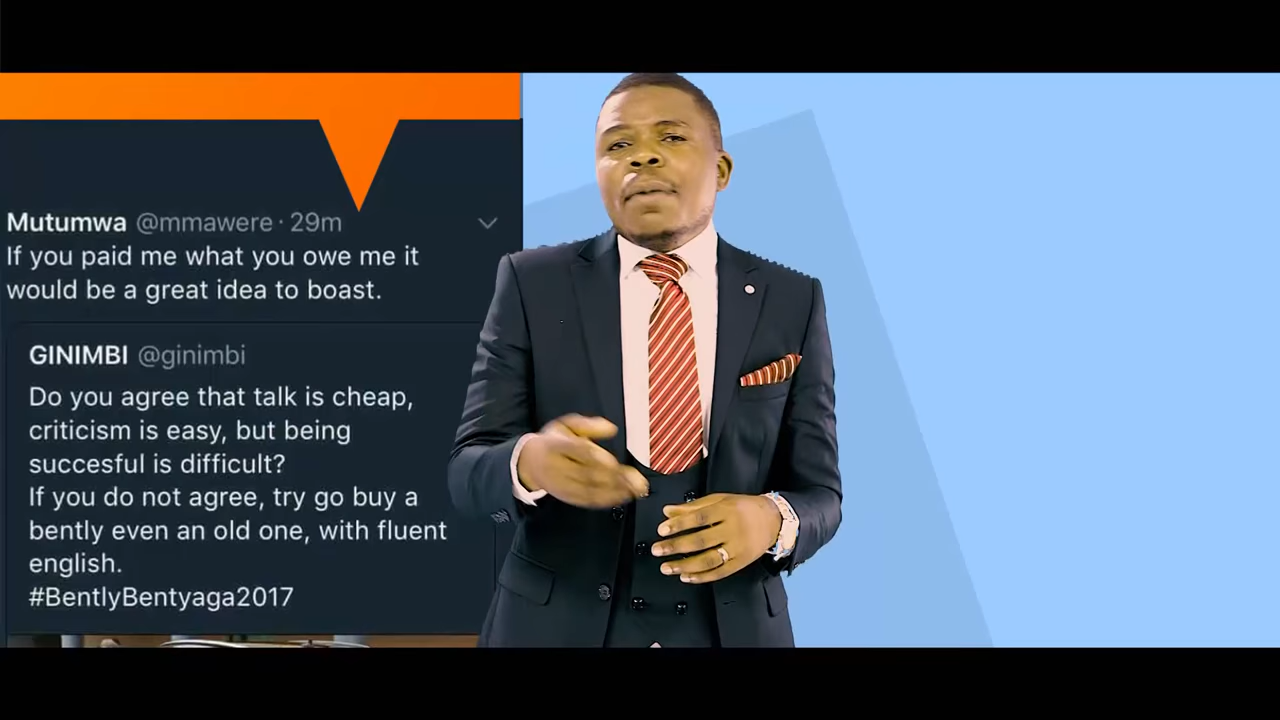 Mutumwa @mmawere · 29m
If you paid me what you owe me it
would be a great idea to boast.
GINIMBI @ginimbi
Do you agree that talk is cheap,
criticism is easy, but being
succesful is difficult?
If you do not agree, try go buy a
bently even an old one, with fluent
english.
#BentlyBentyaga2017